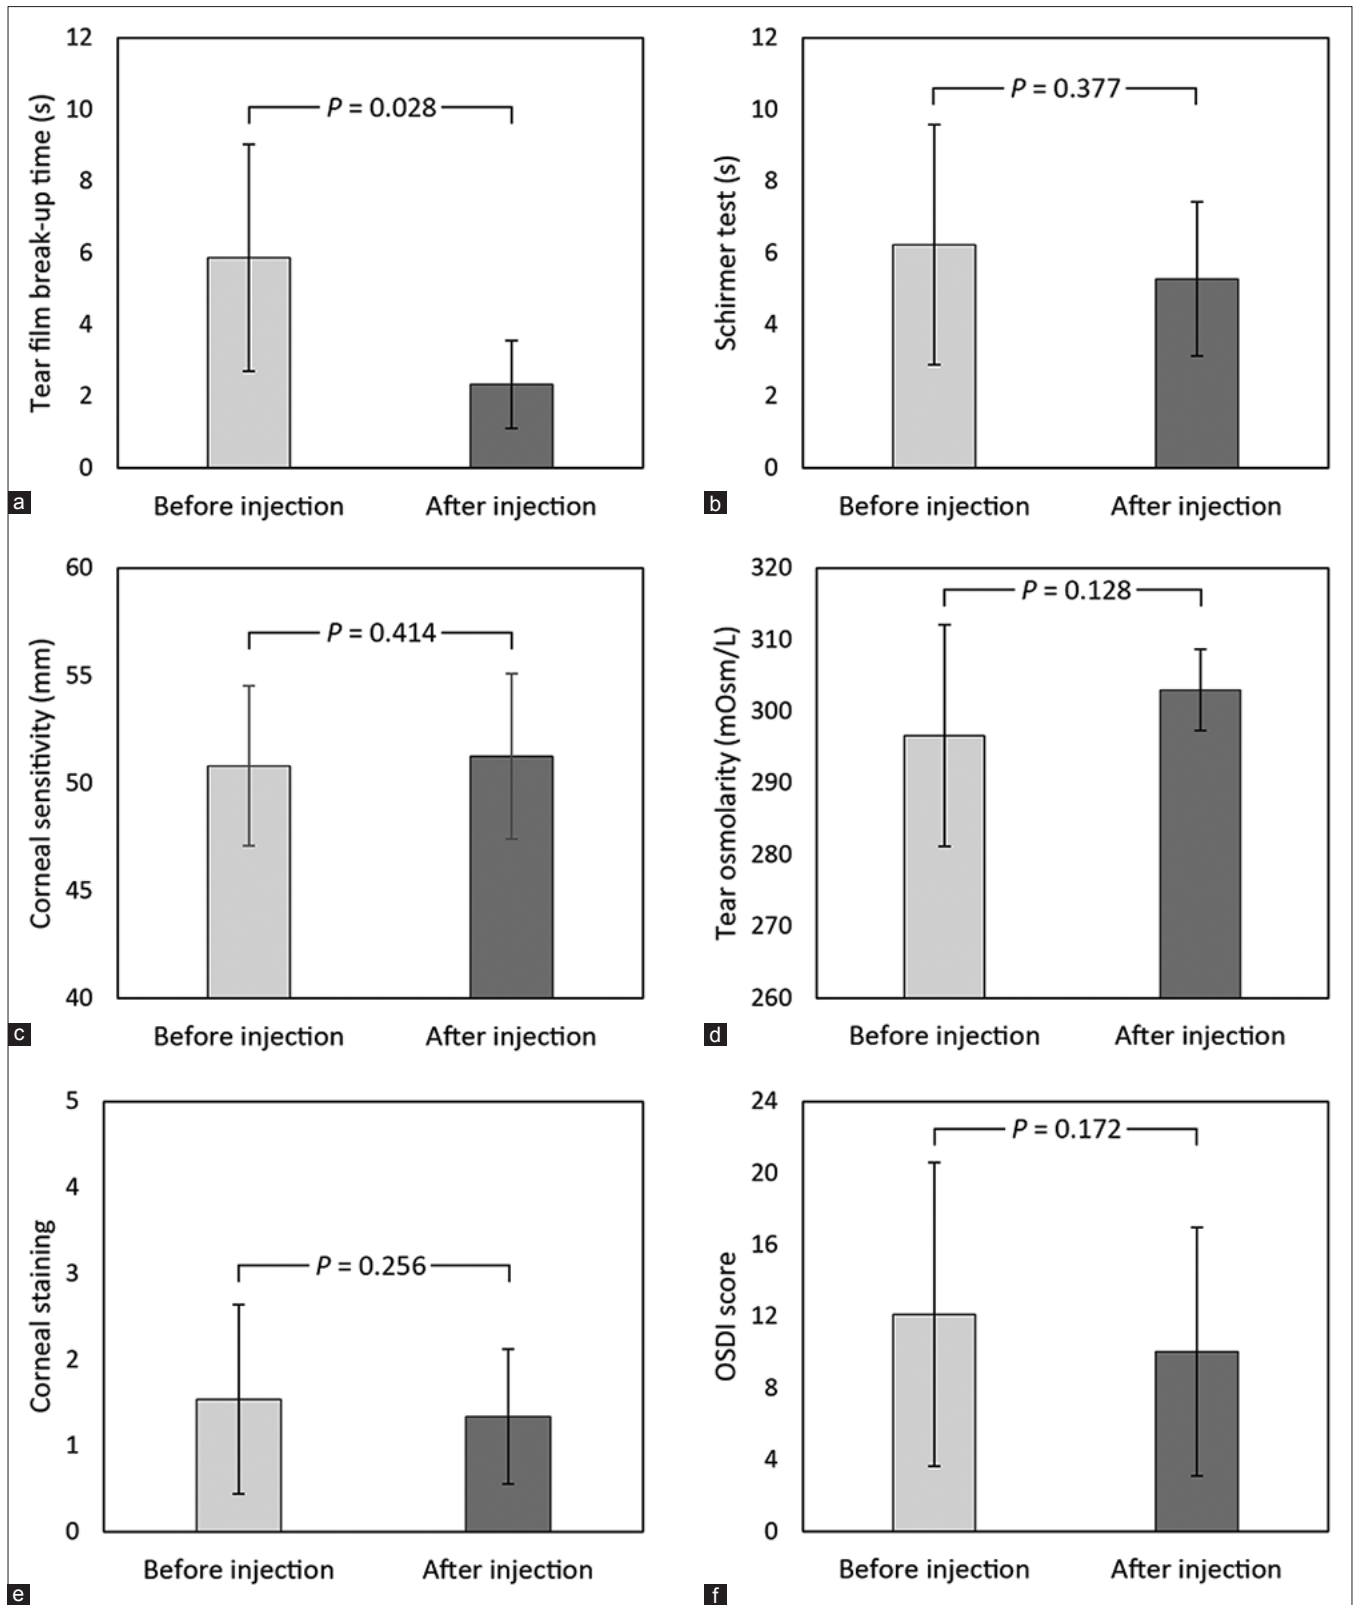 12
10
8
6
4
2
0
Tear film break-up time (s)
P = 0.028
Before injection
After injection
a
12
10
8
6
4
2
0
Schirmer test (s)
P = 0.377
Before injection
After injection
b
60
55
50
45
40
Corneal sensitivity (mm)
P = 0.414
Before injection
After injection
c
320
310
300
290
280
270
260
Tear osmolarity (mOsm/L)
P = 0.128
Before injection
After injection
d
5
4
3
2
1
0
Corneal staining
P = 0.256
Before injection
After injection
e
24
20
16
12
8
4
0
OSDI score
P = 0.172
Before injection
After injection
f